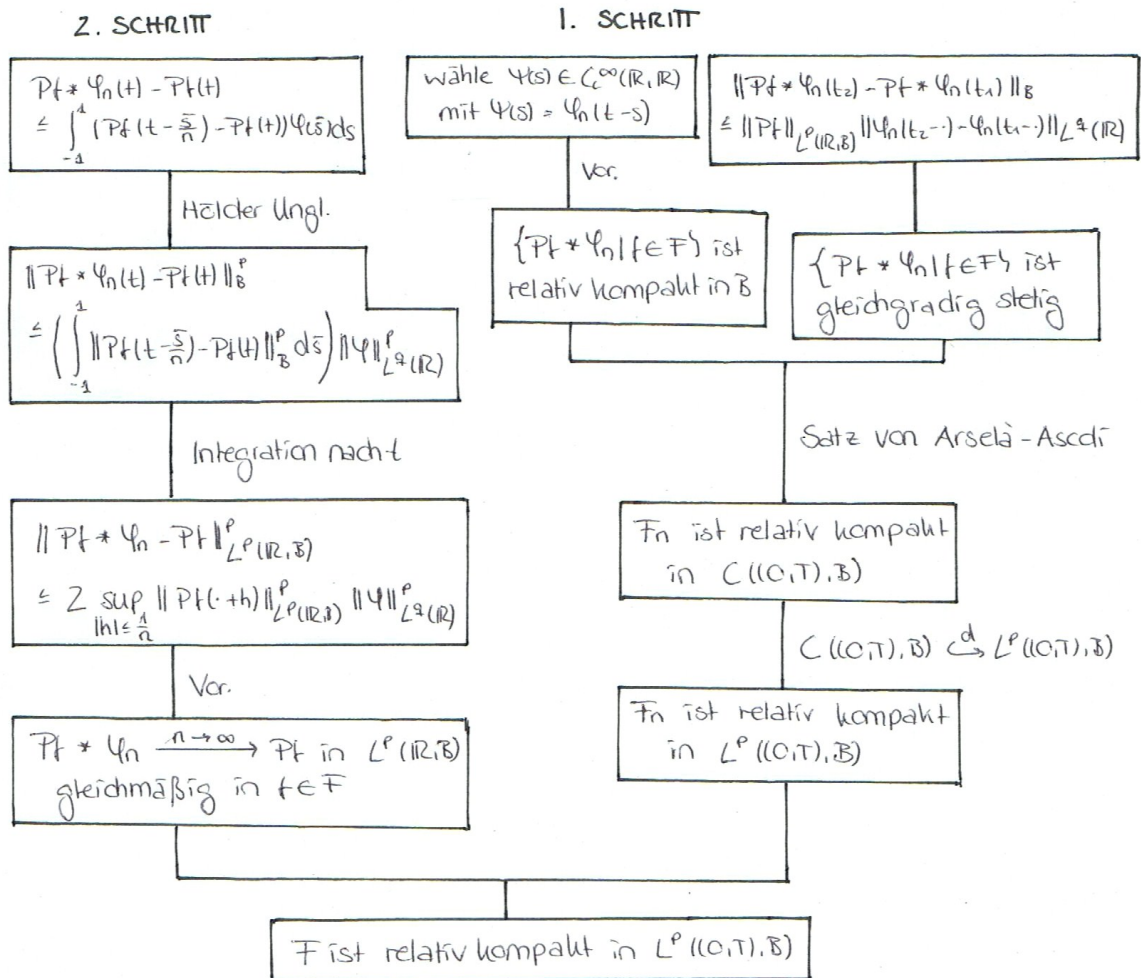 2. SCHRITT
Pf * φn(t) - Pf(t)
≤ ∫_{-1}^{1} (Pf(t - s̄/n) - Pf(t)) φ(s̄) ds
Hölder Ungl.
‖Pf * φn(t) - Pf(t)‖_B^p
≤ (∫_{-1}^{1} ‖Pf(t - s̄/n) - Pf(t)‖_B^p ds̄) ‖φ‖^p_{L^q(ℝ)}
Integration nach t
‖Pf * φn - Pf‖^p_{L^p(ℝ,B)}
≤ 2 sup_{|h|≤1/n} ‖Pf(·+h)‖^p_{L^p(ℝ,B)} ‖φ‖^p_{L^q(ℝ)}
Vor.
Pf * φn —n→∞→ Pf in L^p(ℝ,B)
gleichmäßig in f∈F
1. SCHRITT
wähle ψ(s) ∈ C_c^∞(ℝ,ℝ)
mit ψ(s) = φn(t-s)
Vor.
{Pf * φn | f∈F} ist
relativ kompakt in B
‖Pf * φn(t2) - Pf * φn(t1)‖_B
≤ ‖Pf‖_{L^p(ℝ,B)} ‖φn(t2-·) - φn(t1-·)‖_{L^q(ℝ)}
{Pf * φn | f∈F} ist
gleichgradig stetig
Satz von Arselà-Ascoli
Fn ist relativ kompakt
in C((0,T),B)
C((0,T),B) ↪^d L^p((0,T),B)
Fn ist relativ kompakt
in L^p((0,T),B)
F ist relativ kompakt in L^p((0,T),B)